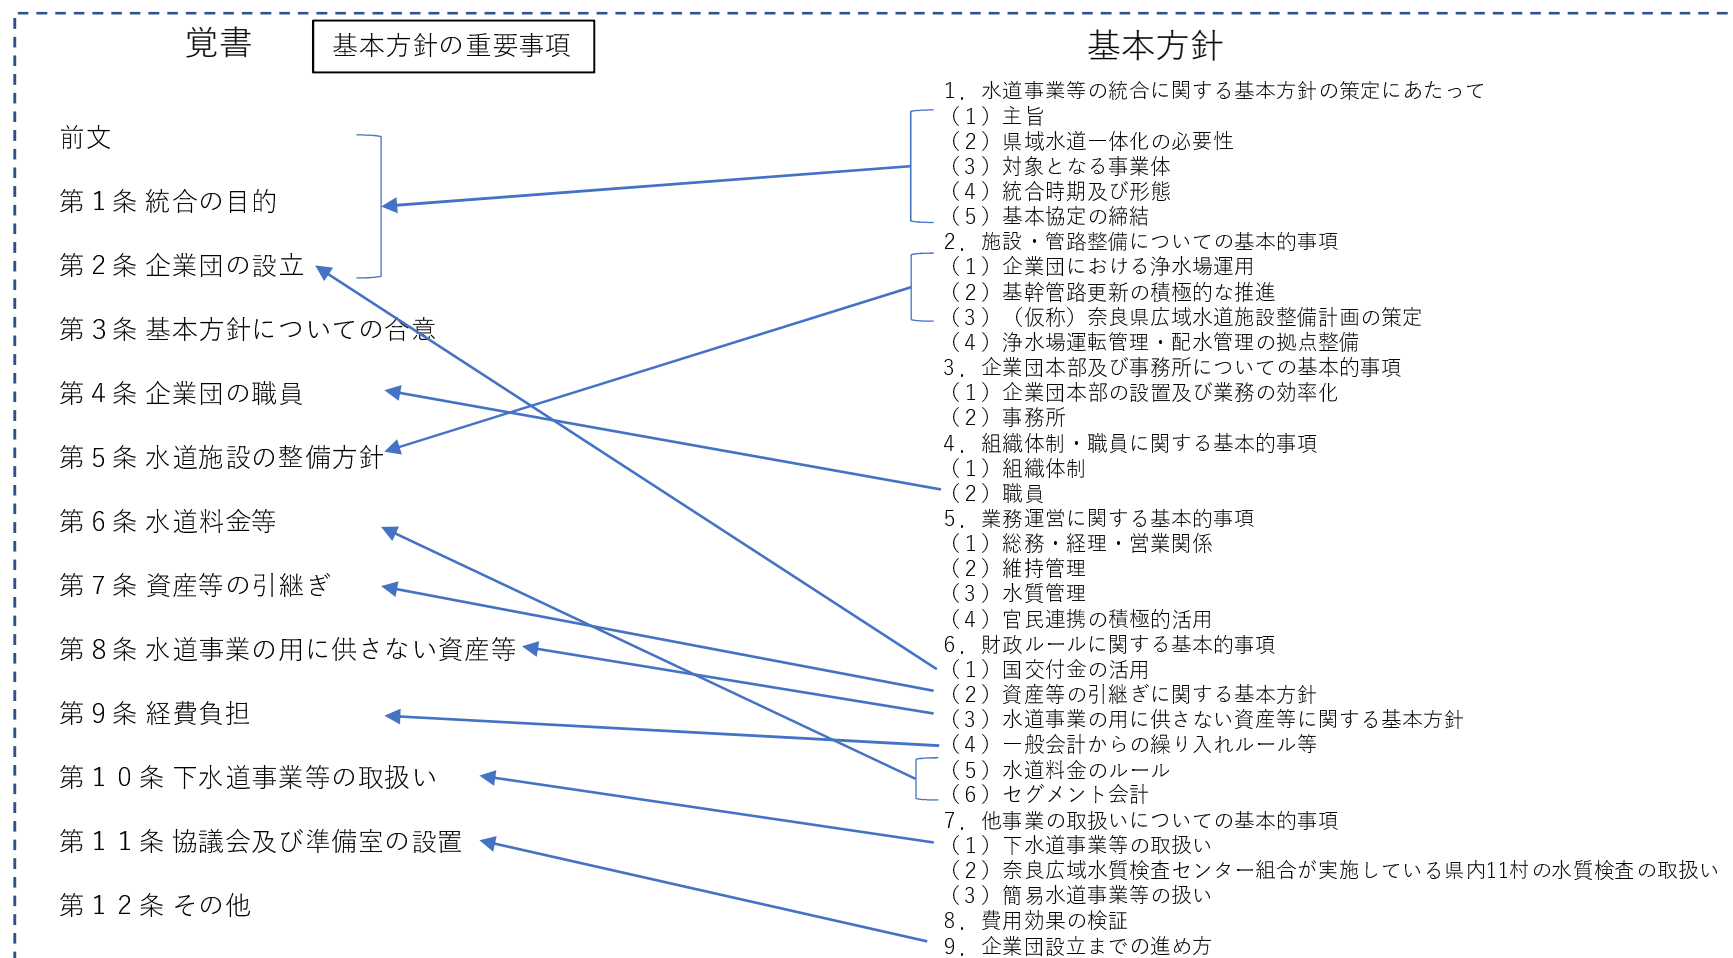 覚書
基本方針の重要事項
前文
第１条 統合の目的
第２条 企業団の設立
第３条 基本方針についての合意
第４条 企業団の職員
第５条 水道施設の整備方針
第６条 水道料金等
第７条 資産等の引継ぎ
第８条 水道事業の用に供さない資産等
第９条 経費負担
第１０条 下水道事業等の取扱い
第１１条 協議会及び準備室の設置
第１２条 その他
基本方針
１．水道事業等の統合に関する基本方針の策定にあたって
（１）主旨
（２）県域水道一体化の必要性
（３）対象となる事業体
（４）統合時期及び形態
（５）基本協定の締結
２．施設・管路整備についての基本的事項
（１）企業団における浄水場運用
（２）基幹管路更新の積極的な推進
（３）（仮称）奈良県広域水道施設整備計画の策定
（４）浄水場運転管理・配水管理の拠点整備
３．企業団本部及び事務所についての基本的事項
（１）企業団本部の設置及び業務の効率化
（２）事務所
４．組織体制・職員に関する基本的事項
（１）組織体制
（２）職員
５．業務運営に関する基本的事項
（１）総務・経理・営業関係
（２）維持管理
（３）水質管理
（４）官民連携の積極的活用
６．財政ルールに関する基本的事項
（１）国交付金の活用
（２）資産等の引継ぎに関する基本方針
（３）水道事業の用に供さない資産等に関する基本方針
（４）一般会計からの繰り入れルール等
（５）水道料金のルール
（６）セグメント会計
７．他事業の取扱いについての基本的事項
（１）下水道事業等の取扱い
（２）奈良広域水質検査センター組合が実施している県内11村の水質検査の取扱い
（３）簡易水道事業等の扱い
８．費用効果の検証
９．企業団設立までの進め方